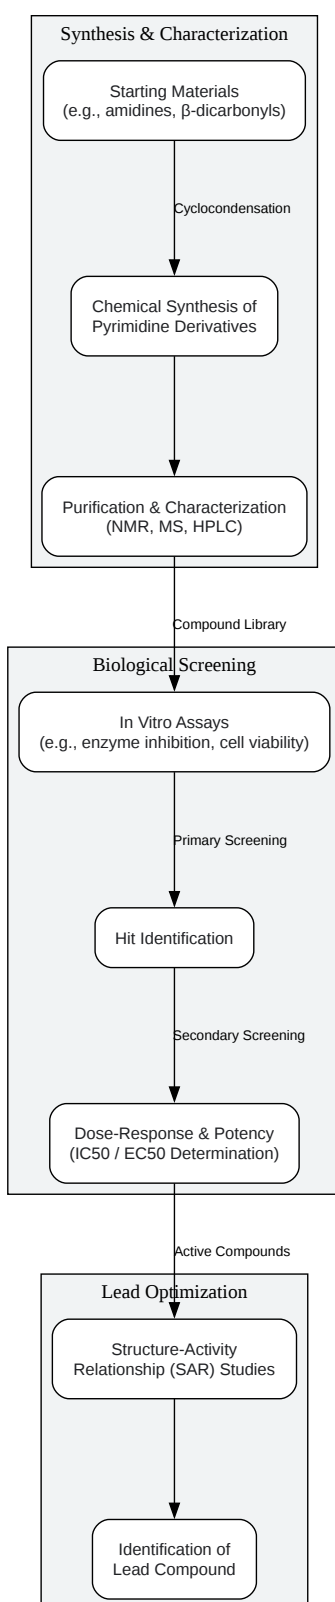 Synthesis & Characterization
Starting Materials
(e.g., amidines, β-dicarbonyls)
Cyclocondensation
Chemical Synthesis of
Pyrimidine Derivatives
Purification & Characterization
(NMR, MS, HPLC)
Compound Library
Biological Screening
In Vitro Assays
(e.g., enzyme inhibition, cell viability)
Primary Screening
Hit Identification
Secondary Screening
Dose-Response & Potency
(IC50 / EC50 Determination)
Active Compounds
Lead Optimization
Structure-Activity
Relationship (SAR) Studies
Identification of
Lead Compound